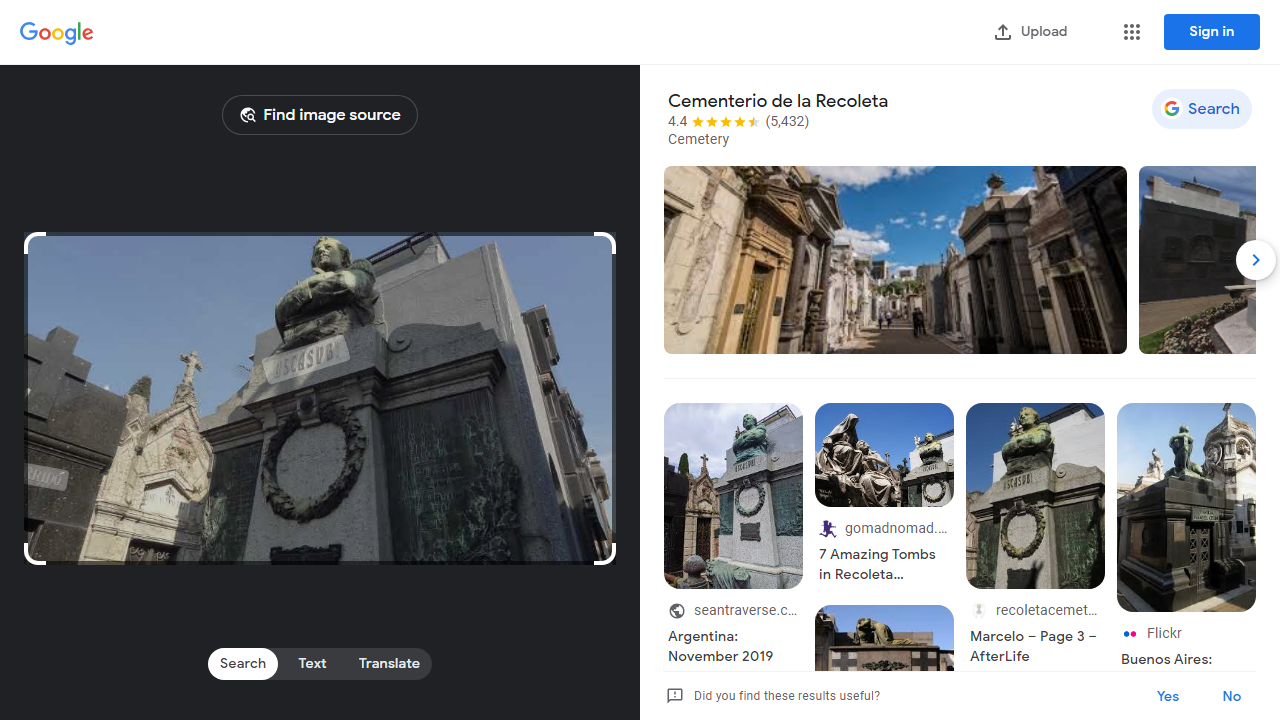 Google
Upload
Sign in
Find image source
Cementerio de la Recoleta
4.4 (5,432)
Cemetery
Search
OSCASUBI
seantraverse.c...
Argentina:
November 2019
gomadnomad....
7 Amazing Tombs
in Recoleta...
recoletacemet...
Marcelo – Page 3 –
AfterLife
Flickr
Buenos Aires:
Search
Text
Translate
Did you find these results useful?
Yes
No